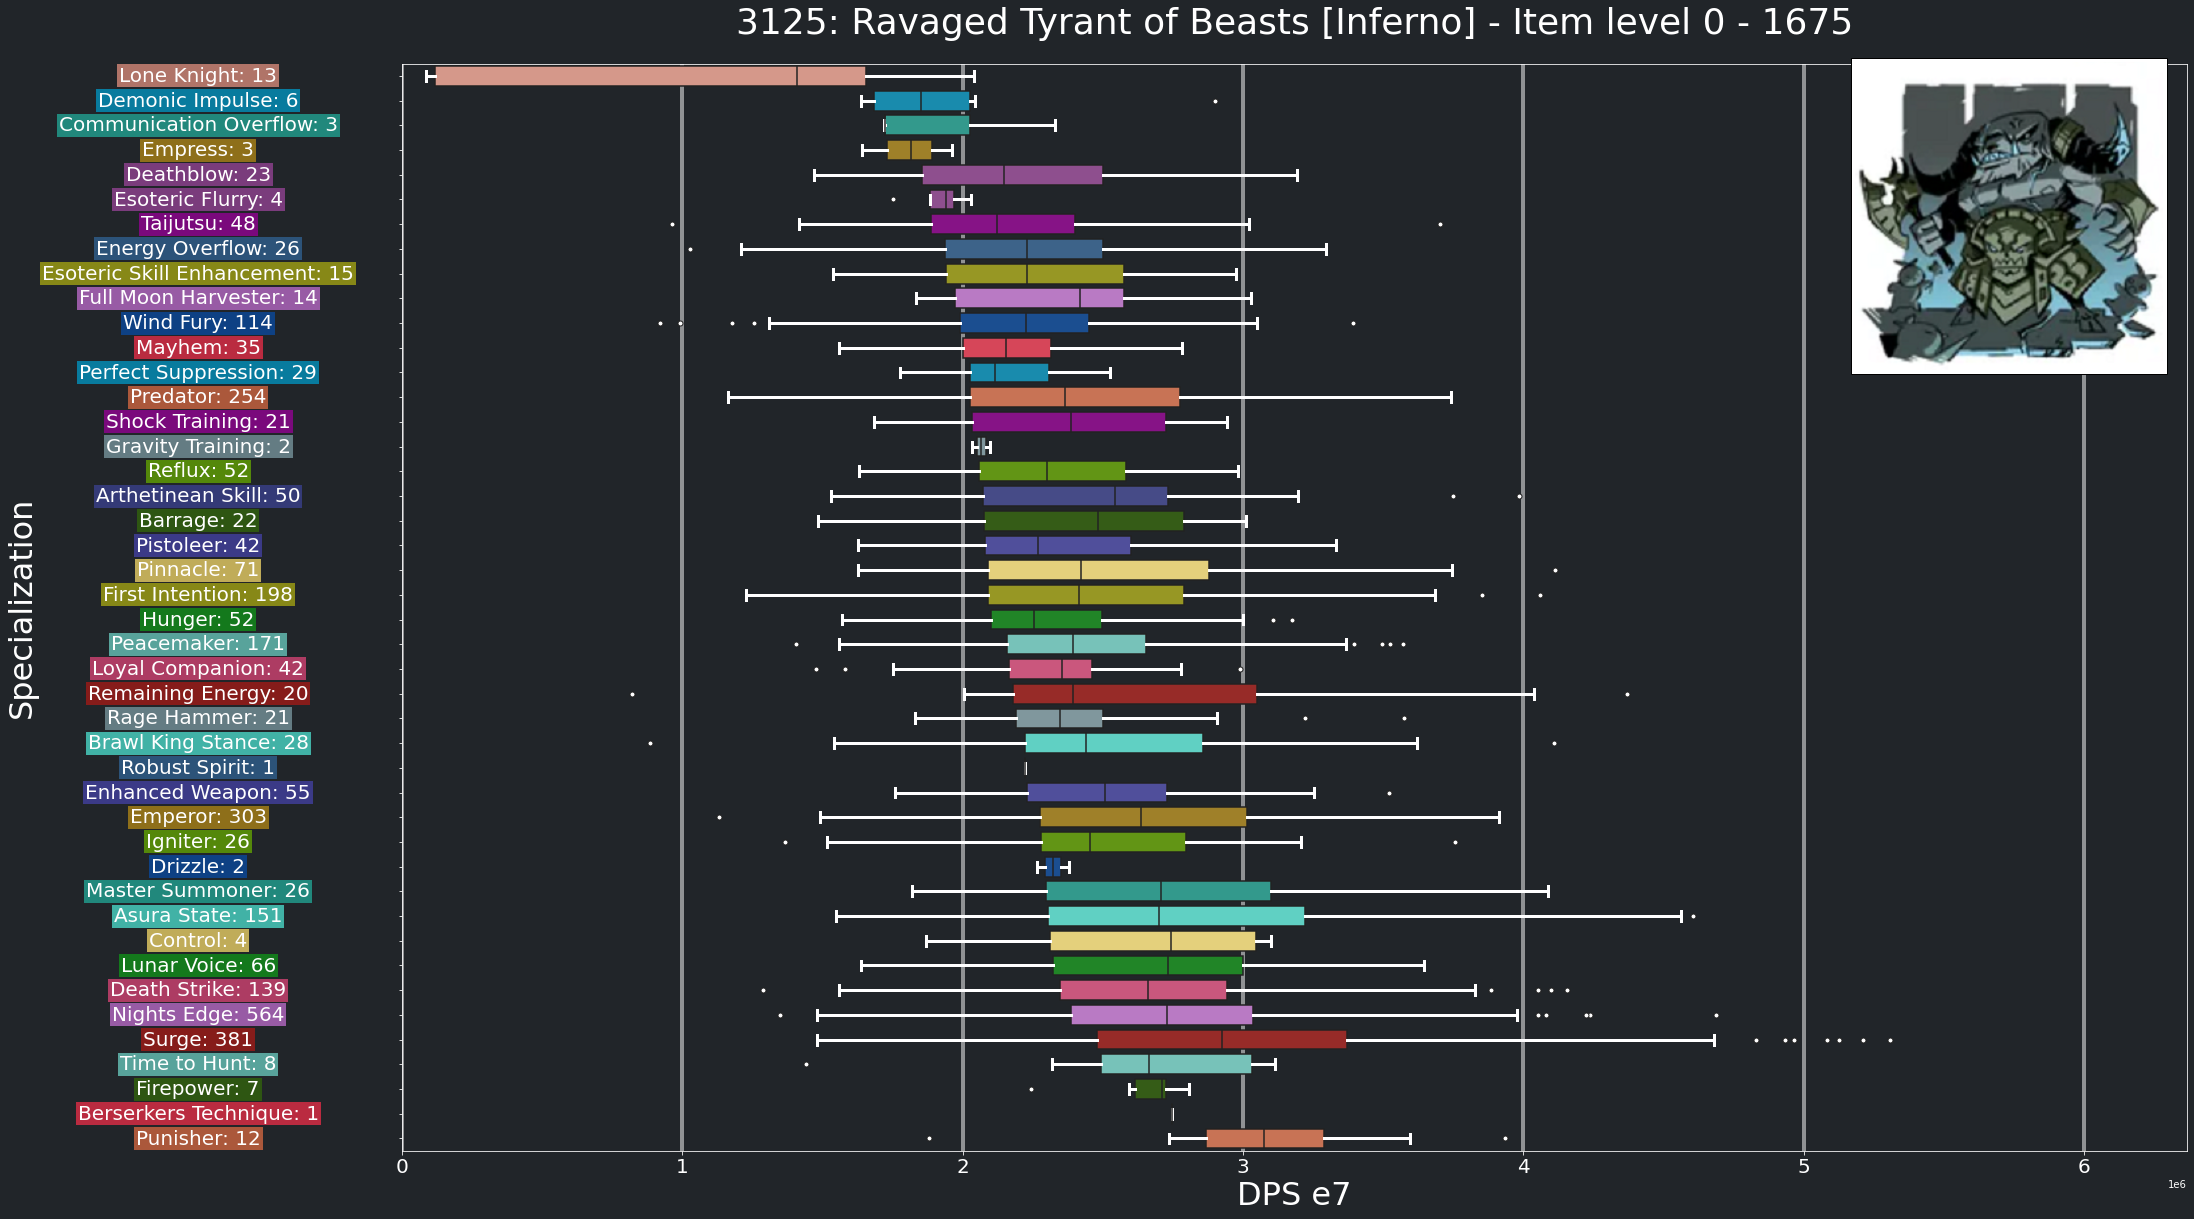 3125: Ravaged Tyrant of Beasts [Inferno] - Item level 0 - 1675
Lone Knight: 13
Demonic Impulse: 6
Communication Overflow: 3
Empress: 3
Deathblow: 23
Esoteric Flurry: 4
Taijutsu: 48
Energy Overflow: 26
Esoteric Skill Enhancement: 15
Full Moon Harvester: 14
Wind Fury: 114
Mayhem: 35
Perfect Suppression: 29
Predator: 254
Shock Training: 21
Gravity Training: 2
Reflux: 52
Arthetinean Skill: 50
Barrage: 22
Pistoleer: 42
Pinnacle: 71
First Intention: 198
Hunger: 52
Peacemaker: 171
Loyal Companion: 42
Remaining Energy: 20
Rage Hammer: 21
Brawl King Stance: 28
Robust Spirit: 1
Enhanced Weapon: 55
Emperor: 303
Igniter: 26
Drizzle: 2
Master Summoner: 26
Asura State: 151
Control: 4
Lunar Voice: 66
Death Strike: 139
Nights Edge: 564
Surge: 381
Time to Hunt: 8
Firepower: 7
Berserkers Technique: 1
Punisher: 12
Specialization
0 1 2 3 4 5 6
DPS e7
1e6